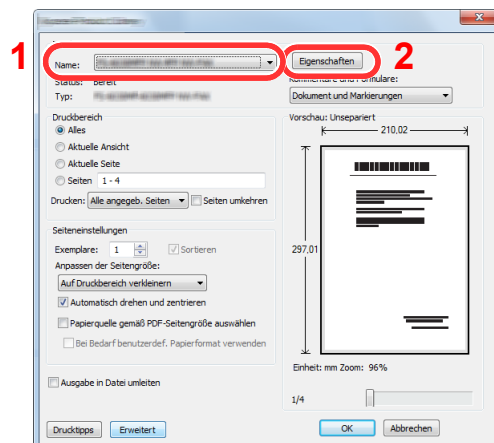 1
2
Name:
Eigenschaften
Status: Bereit
Kommentare und Formulare:
Typ:
Dokument und Markierungen
Druckbereich
Alles
Aktuelle Ansicht
Aktuelle Seite
Seiten 1 - 4
Drucken: Alle angegeb. Seiten Seiten umkehren
Vorschau: Unsepariert
210,02
297,01
Seiteneinstellungen
Exemplare: 1 Sortieren
Anpassen der Seitengröße:
Auf Druckbereich verkleinern
Automatisch drehen und zentrieren
Papierquelle gemäß PDF-Seitengröße auswählen
Bei Bedarf benutzerdef. Papierformat verwenden
Einheit: mm Zoom: 96%
Ausgabe in Datei umleiten
1/4
Drucktipps Erweitert OK Abbrechen